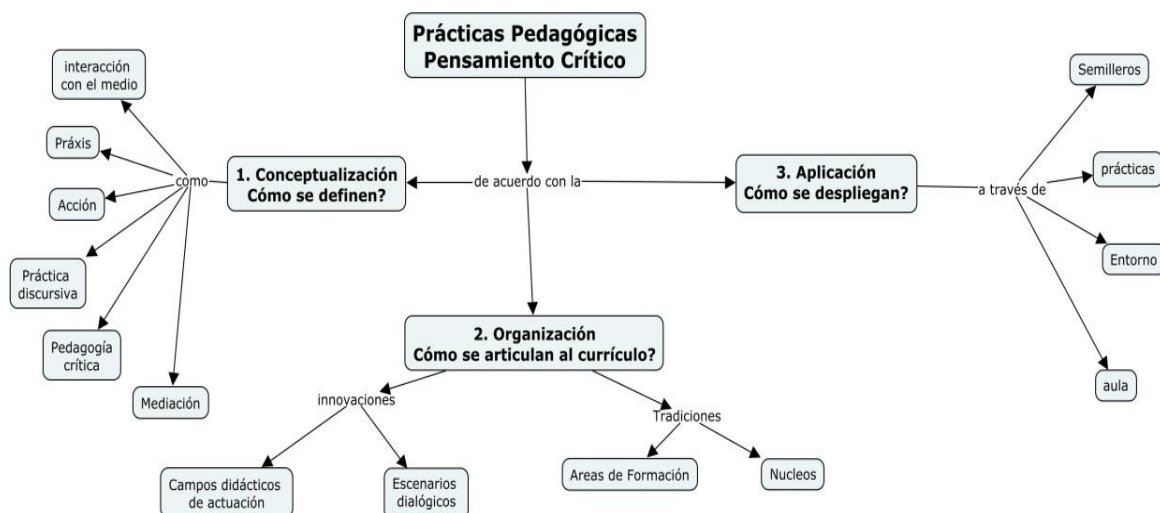 Prácticas Pedagógicas
Pensamiento Crítico
de acuerdo con la
1. Conceptualización
Cómo se definen?
como
interacción
con el medio
Práxis
Acción
Práctica
discursiva
Pedagogía
crítica
Mediación
2. Organización
Cómo se articulan al currículo?
innovaciones
Campos didácticos
de actuación
Escenarios
dialógicos
Tradiciones
Areas de Formación
Nucleos
3. Aplicación
Cómo se despliegan?
a través de
Semilleros
prácticas
Entorno
aula